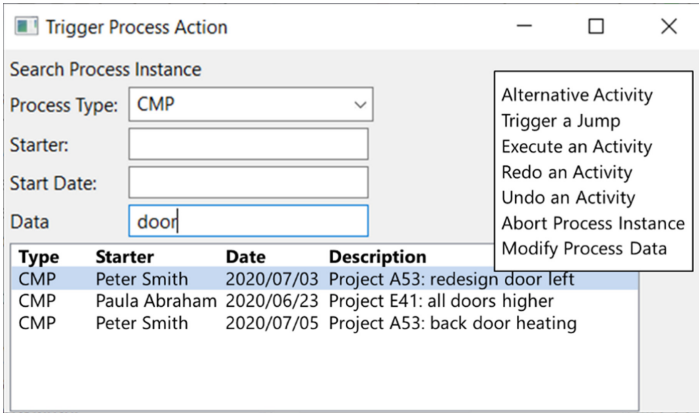 Trigger Process Action
Search Process Instance
Process Type: CMP
Starter:
Start Date:
Data door
Alternative Activity
Trigger a Jump
Execute an Activity
Redo an Activity
Undo an Activity
Abort Process Instance
Modify Process Data
Type Starter Date Description
CMP Peter Smith 2020/07/03 Project A53: redesign door left
CMP Paula Abraham 2020/06/23 Project E41: all doors higher
CMP Peter Smith 2020/07/05 Project A53: back door heating